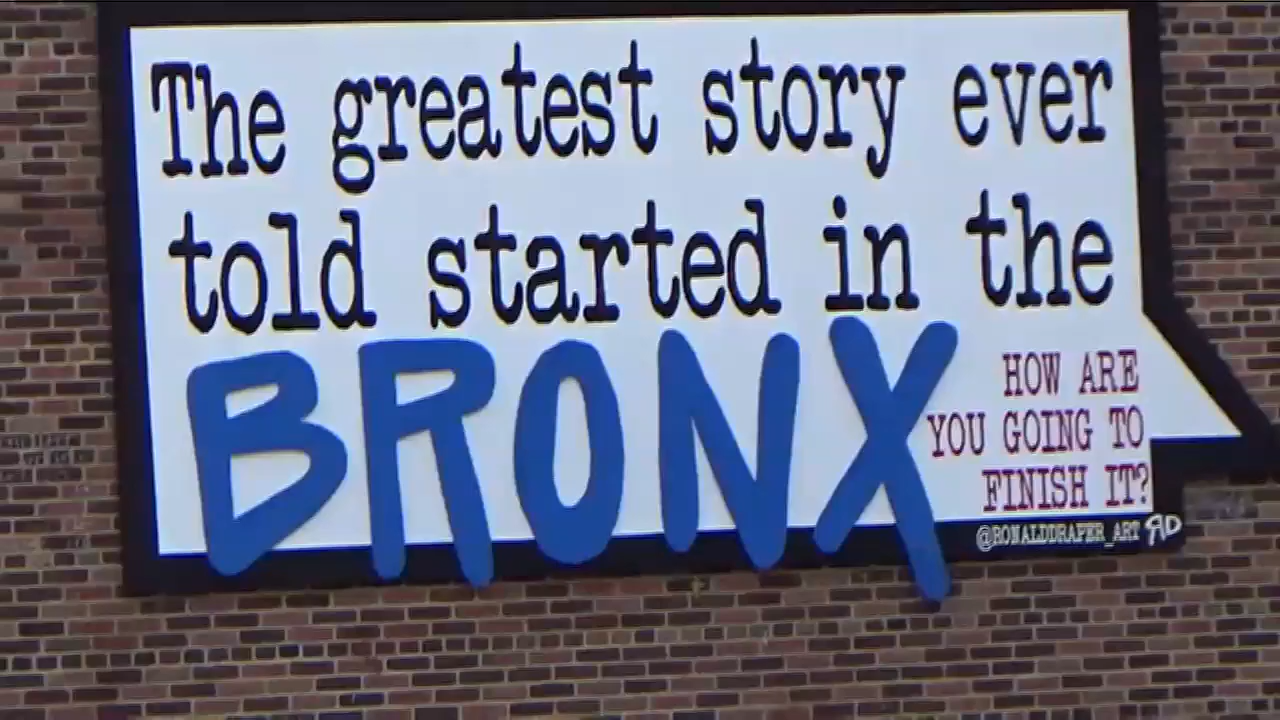 The greatest story ever
told started in the
BRONX
HOW ARE
YOU GOING TO
FINISH IT?
@RONALDDRAPER_ART RD